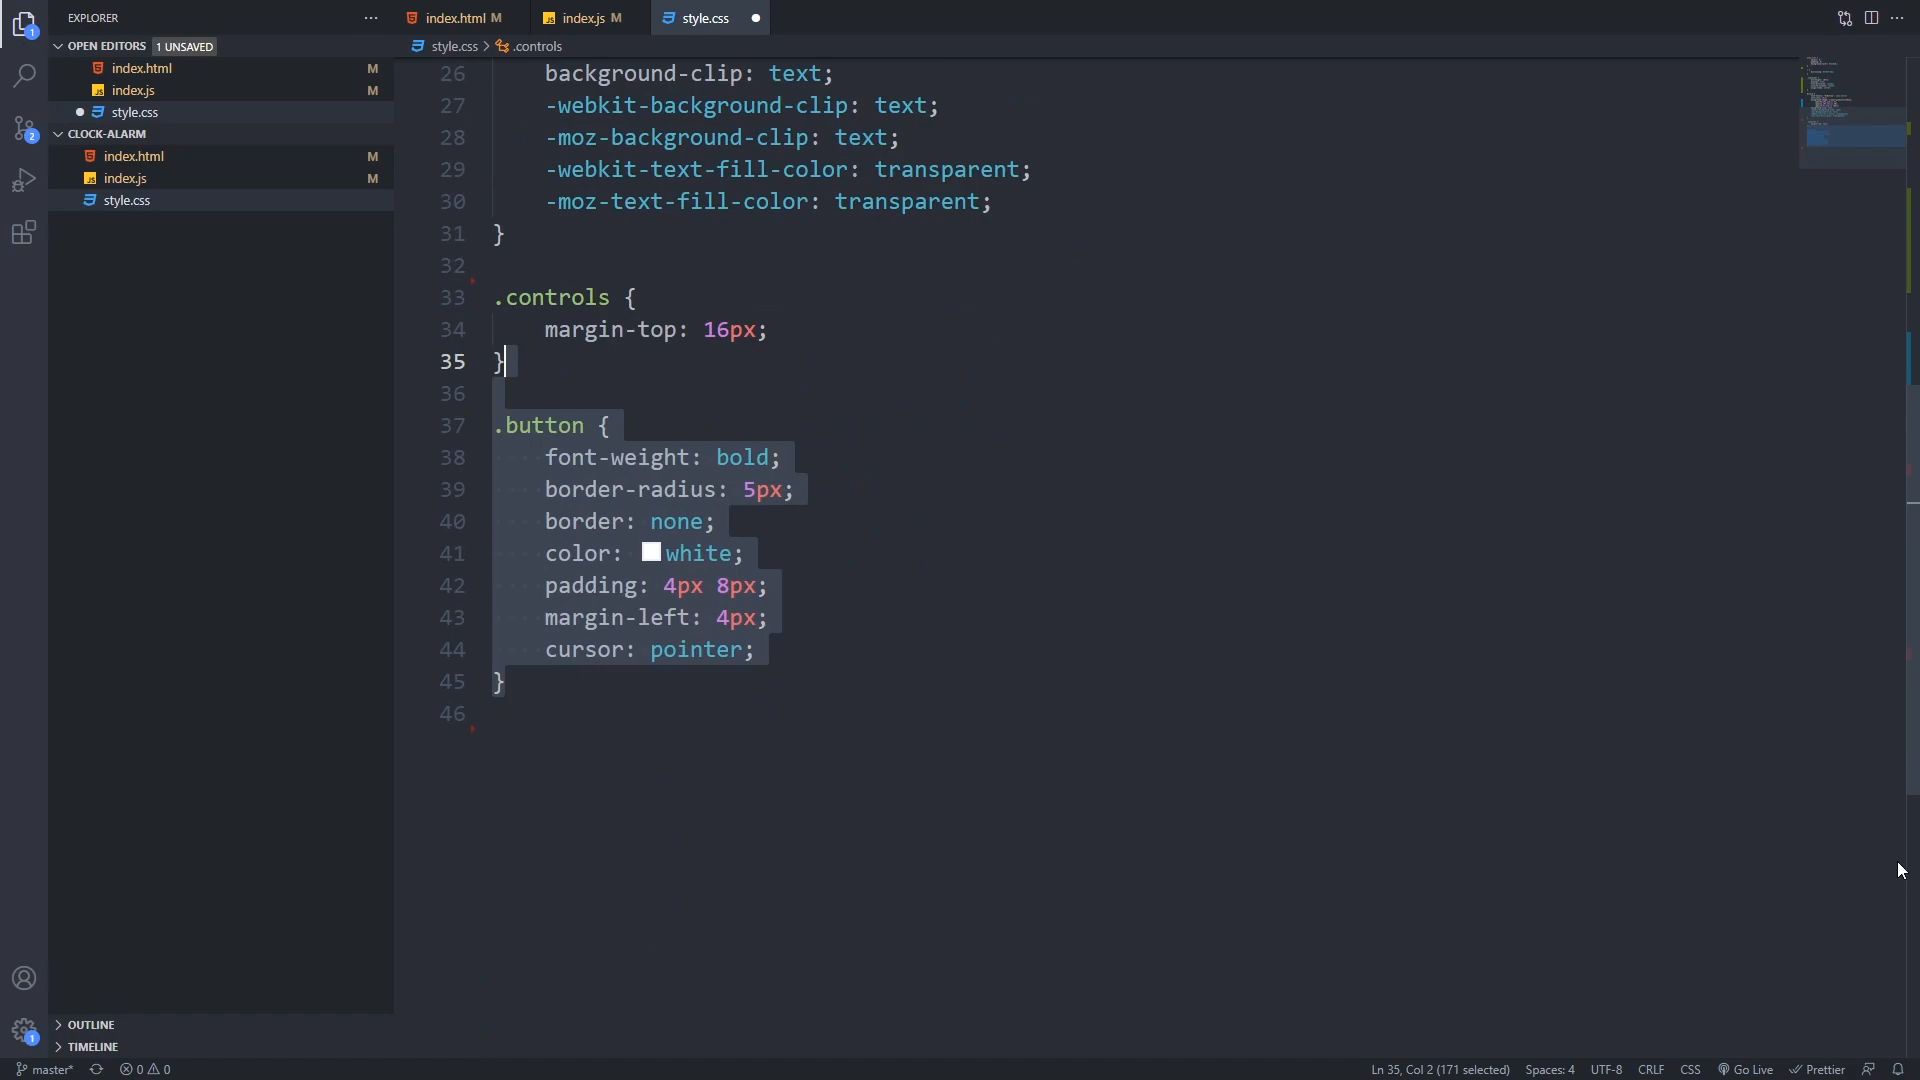 EXPLORER
OPEN EDITORS 1 UNSAVED
index.html M
index.js M
style.css
CLOCK-ALARM
index.html M
index.js M
style.css
OUTLINE
TIMELINE
1
2
1
index.html M
index.js M
style.css
style.css > .controls
26 background-clip: text;
27 -webkit-background-clip: text;
28 -moz-background-clip: text;
29 -webkit-text-fill-color: transparent;
30 -moz-text-fill-color: transparent;
31 }
32
33 .controls {
34 margin-top: 16px;
35 }
36
37 .button {
38 font-weight: bold;
39 border-radius: 5px;
40 border: none;
41 color: white;
42 padding: 4px 8px;
43 margin-left: 4px;
44 cursor: pointer;
45 }
46
master* 0 0 Ln 35, Col 2 (171 selected) Spaces: 4 UTF-8 CRLF CSS Go Live Prettier